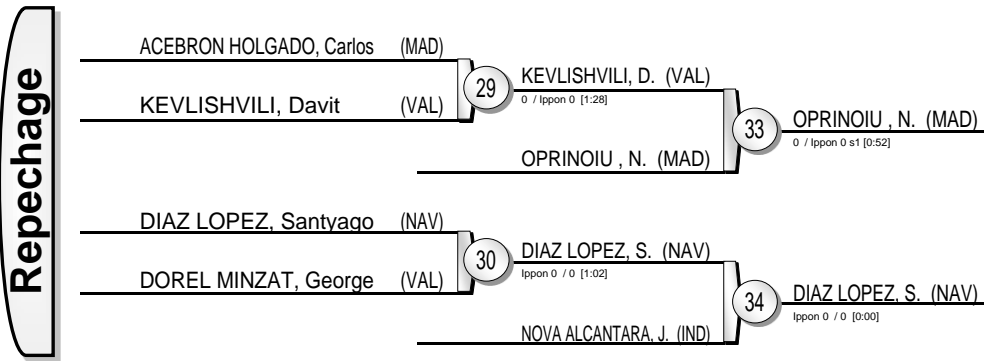 Repechage
ACEBRON HOLGADO, Carlos (MAD)
KEVLISHVILI, Davit (VAL)
29
KEVLISHVILI, D. (VAL)
0 / Ippon 0 [1:28]
OPRINOIU , N. (MAD)
33
OPRINOIU , N. (MAD)
0 / Ippon 0 s1 [0:52]
DIAZ LOPEZ, Santyago (NAV)
DOREL MINZAT, George (VAL)
30
DIAZ LOPEZ, S. (NAV)
Ippon 0 / 0 [1:02]
NOVA ALCANTARA, J. (IND)
34
DIAZ LOPEZ, S. (NAV)
Ippon 0 / 0 [0:00]